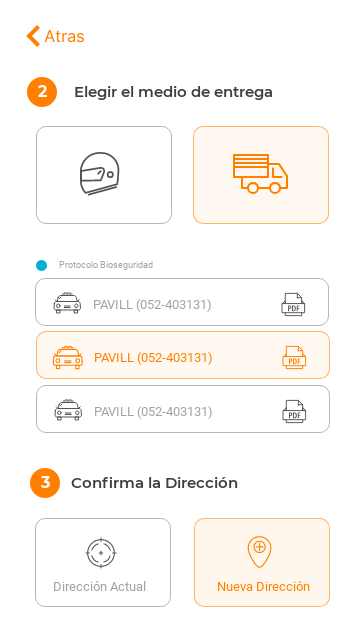 Atras
2 Elegir el medio de entrega
Protocolo Bioseguridad
PAVILL (052-403131) PDF
PAVILL (052-403131) PDF
PAVILL (052-403131) PDF
3 Confirma la Dirección
Dirección Actual Nueva Dirección